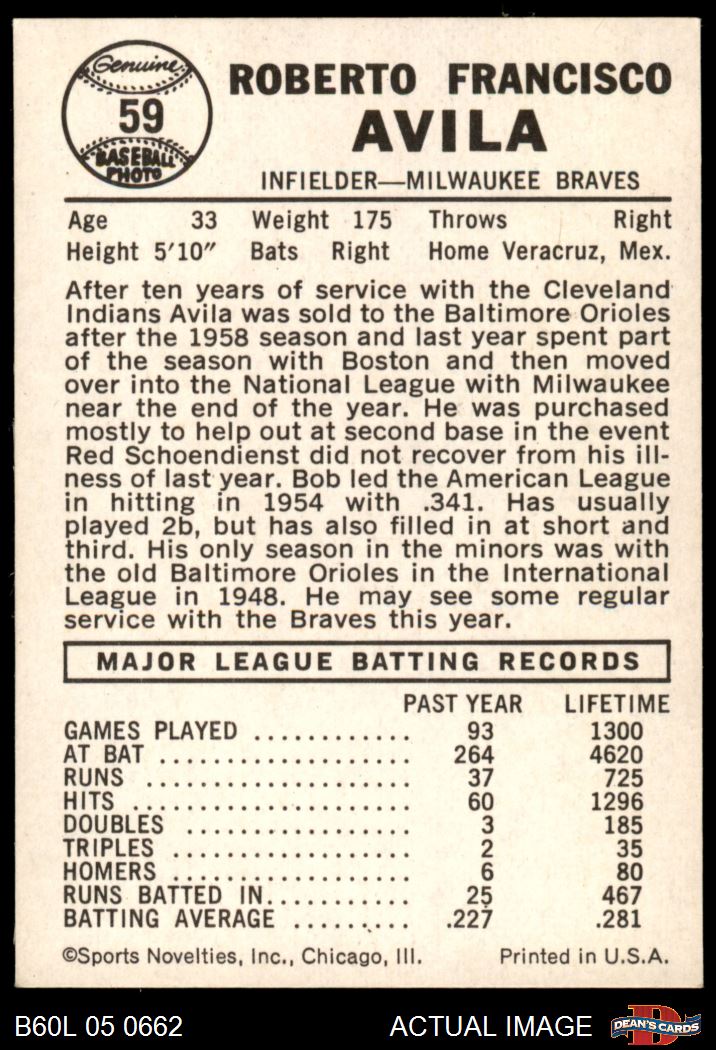 Genuine
59
BASEBALL
PHOTO
ROBERTO FRANCISCO
AVILA
INFIELDER—MILWAUKEE BRAVES
Age 33 Weight 175 Throws Right
Height 5'10" Bats Right Home Veracruz, Mex.
After ten years of service with the Cleveland
Indians Avila was sold to the Baltimore Orioles
after the 1958 season and last year spent part
of the season with Boston and then moved
over into the National League with Milwaukee
near the end of the year. He was purchased
mostly to help out at second base in the event
Red Schoendienst did not recover from his ill-
ness of last year. Bob led the American League
in hitting in 1954 with .341. Has usually
played 2b, but has also filled in at short and
third. His only season in the minors was with
the old Baltimore Orioles in the International
League in 1948. He may see some regular
service with the Braves this year.
MAJOR LEAGUE BATTING RECORDS
PAST YEAR LIFETIME
GAMES PLAYED ............ 93 1300
AT BAT ................... 264 4620
RUNS .................... 37 725
HITS ..................... 60 1296
DOUBLES ................ 3 185
TRIPLES ................. 2 35
HOMERS ................. 6 80
RUNS BATTED IN........... 25 467
BATTING AVERAGE ......... .227 .281
©Sports Novelties, Inc., Chicago, Ill. Printed in U.S.A.
B60L 05 0662 ACTUAL IMAGE D DEAN'S CARDS